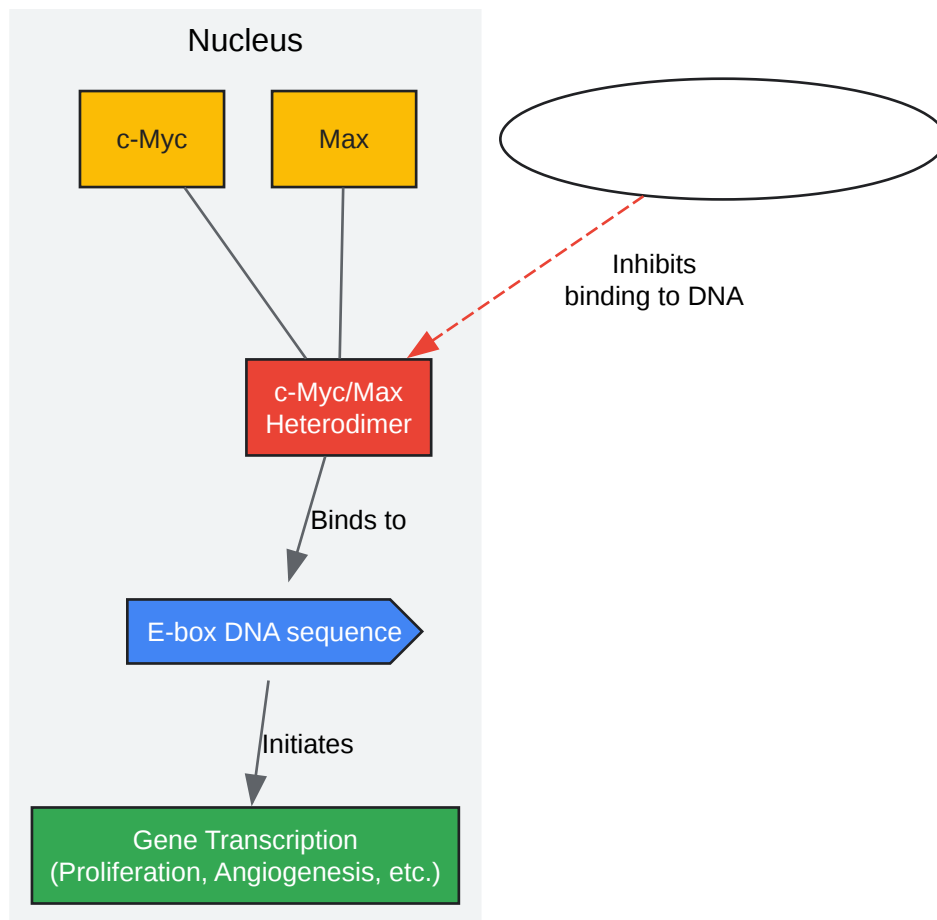 Nucleus
c-Myc
Max
Inhibits
binding to DNA
c-Myc/Max
Heterodimer
Binds to
E-box DNA sequence
Initiates
Gene Transcription
(Proliferation, Angiogenesis, etc.)